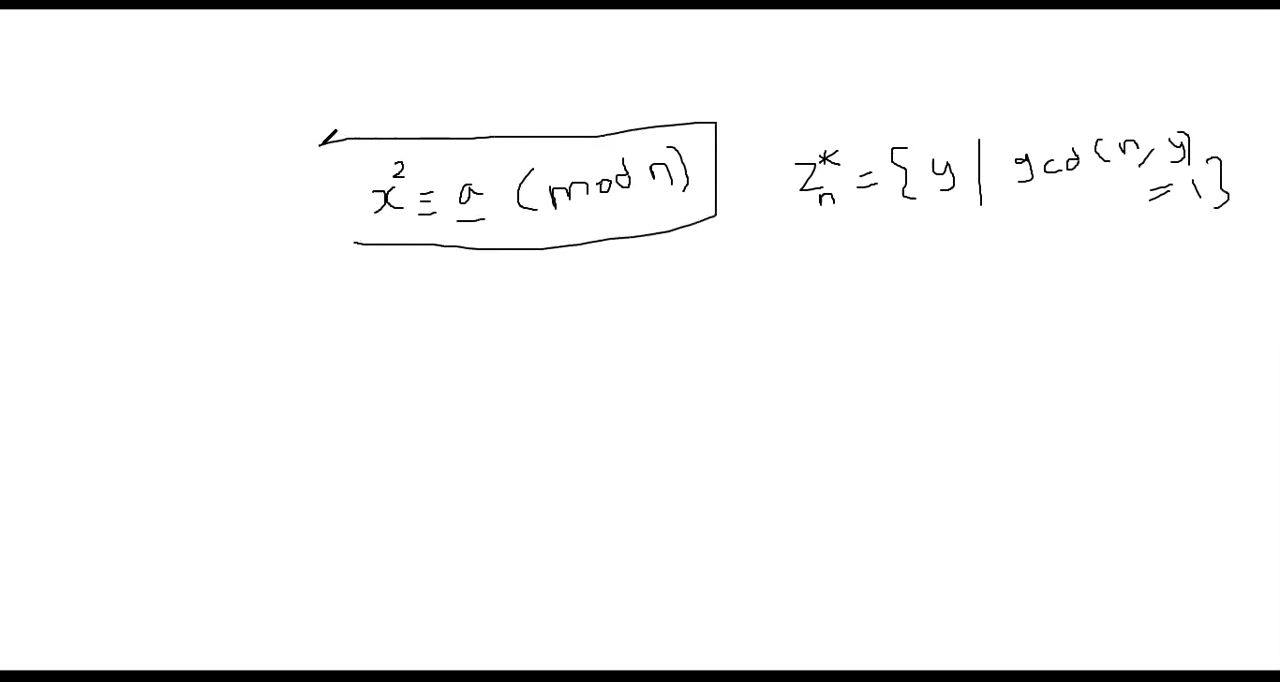 x² ≡ a (mod n)
Z*ₙ = { y | gcd(n, y) = 1 }